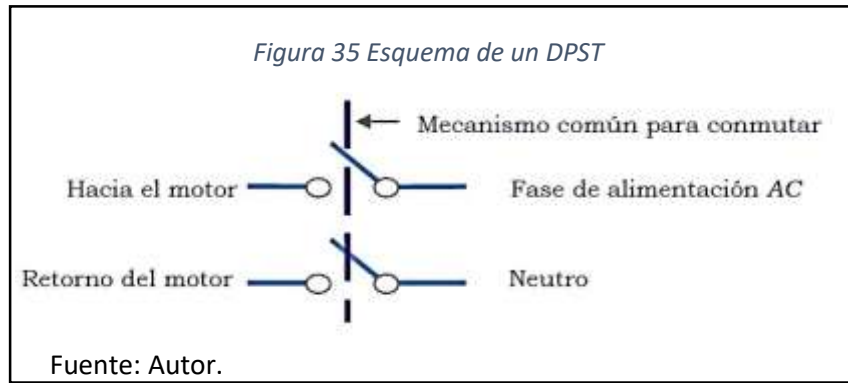 Figura 35 Esquema de un DPST
Mecanismo común para conmutar
Hacia el motor
Fase de alimentación AC
Retorno del motor
Neutro
Fuente: Autor.